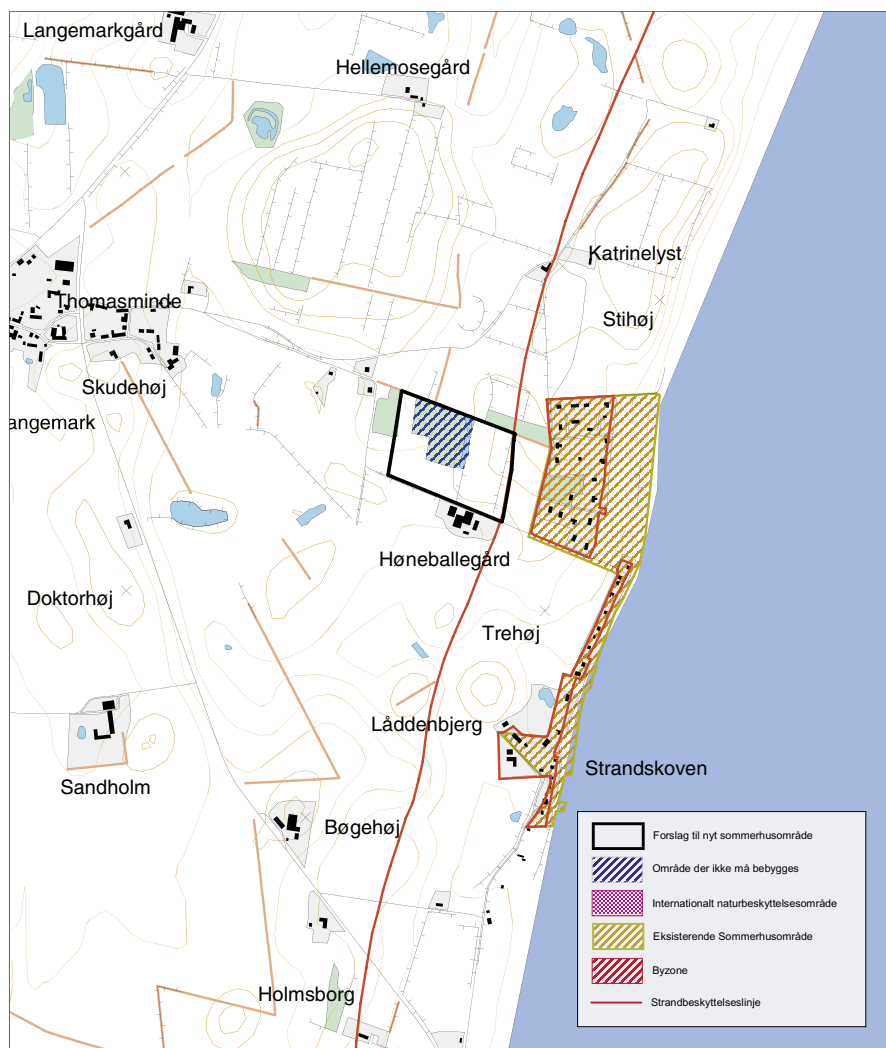 Langemarkgård
Hellemosegård
Katrinelyst
Thomasminde
Stihøj
Skudehøj
angemark
Høneballegård
Doktorhøj
Trehøj
Låddenbjerg
Strandskoven
Sandholm
Bøgehøj
Forslag til nyt sommerhusområde
Område der ikke må bebygges
Internationalt naturbeskyttelsesområde
Eksisterende Sommerhusområde
Byzone
Holmsborg
Strandbeskyttelseslinje